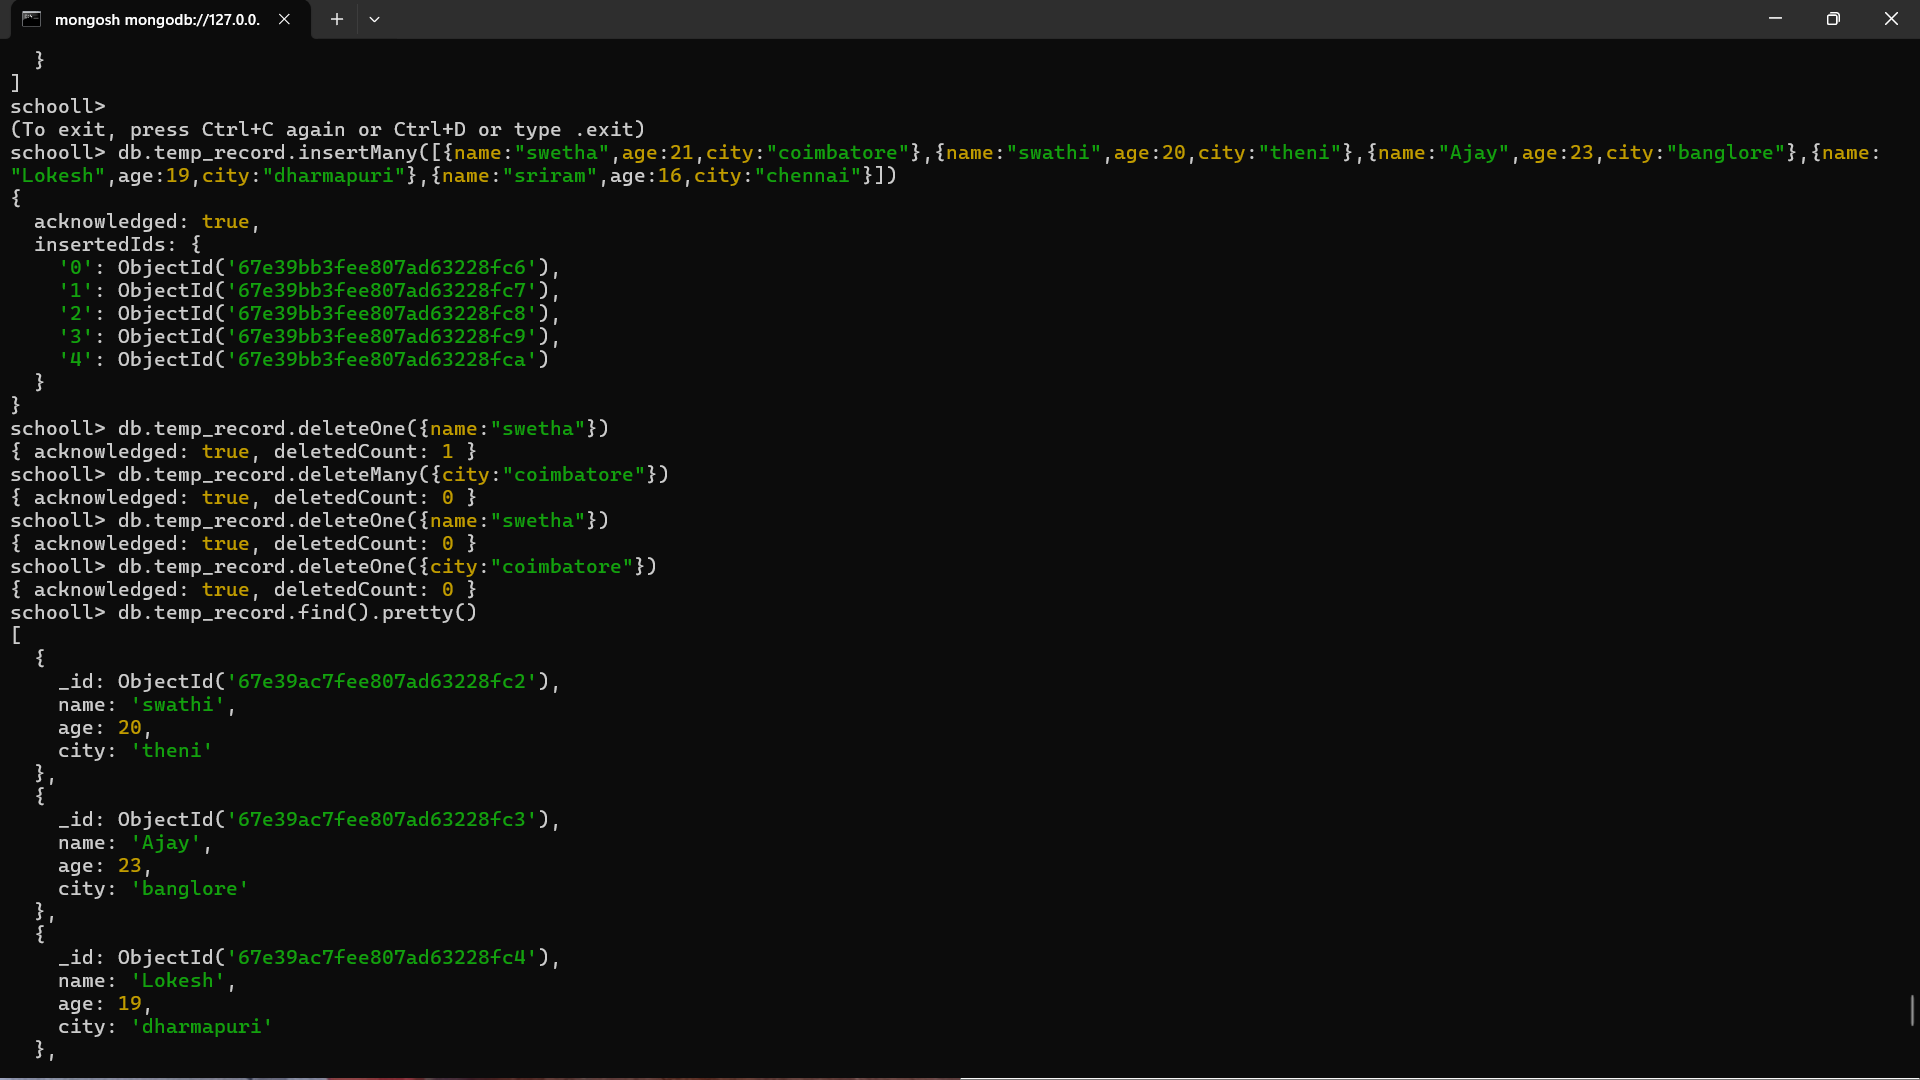 mongosh mongodb://127.0.0.
  }
]
schooll>
(To exit, press Ctrl+C again or Ctrl+D or type .exit)
schooll> db.temp_record.insertMany([{name:"swetha",age:21,city:"coimbatore"},{name:"swathi",age:20,city:"theni"},{name:"Ajay",age:23,city:"banglore"},{name:
"Lokesh",age:19,city:"dharmapuri"},{name:"sriram",age:16,city:"chennai"}])
{
  acknowledged: true,
  insertedIds: {
    '0': ObjectId('67e39bb3fee807ad63228fc6'),
    '1': ObjectId('67e39bb3fee807ad63228fc7'),
    '2': ObjectId('67e39bb3fee807ad63228fc8'),
    '3': ObjectId('67e39bb3fee807ad63228fc9'),
    '4': ObjectId('67e39bb3fee807ad63228fca')
  }
}
schooll> db.temp_record.deleteOne({name:"swetha"})
{ acknowledged: true, deletedCount: 1 }
schooll> db.temp_record.deleteMany({city:"coimbatore"})
{ acknowledged: true, deletedCount: 0 }
schooll> db.temp_record.deleteOne({name:"swetha"})
{ acknowledged: true, deletedCount: 0 }
schooll> db.temp_record.deleteOne({city:"coimbatore"})
{ acknowledged: true, deletedCount: 0 }
schooll> db.temp_record.find().pretty()
[
  {
    _id: ObjectId('67e39ac7fee807ad63228fc2'),
    name: 'swathi',
    age: 20,
    city: 'theni'
  },
  {
    _id: ObjectId('67e39ac7fee807ad63228fc3'),
    name: 'Ajay',
    age: 23,
    city: 'banglore'
  },
  {
    _id: ObjectId('67e39ac7fee807ad63228fc4'),
    name: 'Lokesh',
    age: 19,
    city: 'dharmapuri'
  },